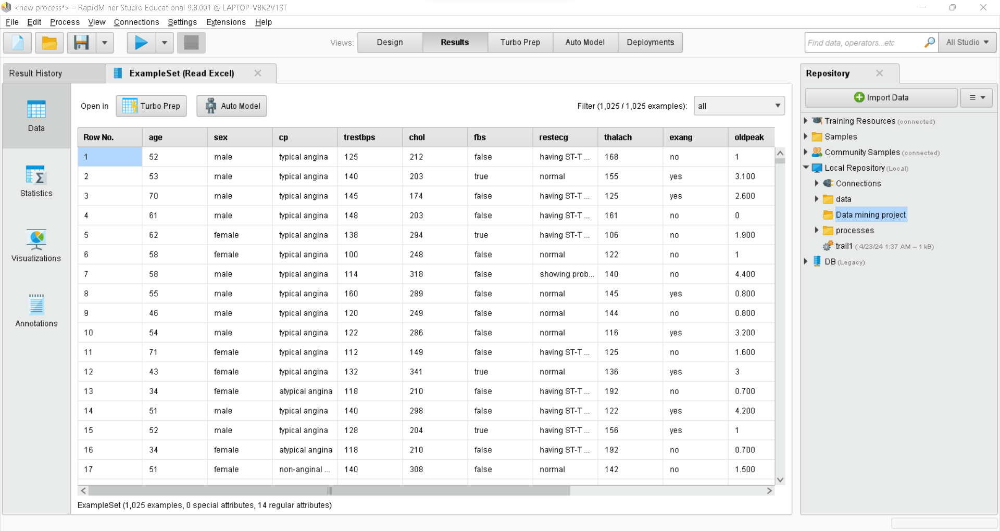 <new process*> – RapidMiner Studio Educational 9.8.001 @ LAPTOP-V8K2V1ST
File Edit Process View Connections Settings Extensions Help
Views: Design Results Turbo Prep Auto Model Deployments Find data, operators...etc All Studio
Result History ExampleSet (Read Excel)
Data
Statistics
Visualizations
Annotations
Open in Turbo Prep Auto Model Filter (1,025 / 1,025 examples): all
Row No. age sex cp trestbps chol fbs restecg thalach exang oldpeak
1 52 male typical angina 125 212 false having ST-T ... 168 no 1
2 53 male typical angina 140 203 true normal 155 yes 3.100
3 70 male typical angina 145 174 false having ST-T ... 125 yes 2.600
4 61 male typical angina 148 203 false having ST-T ... 161 no 0
5 62 female typical angina 138 294 true having ST-T ... 106 no 1.900
6 58 female typical angina 100 248 false normal 122 no 1
7 58 male typical angina 114 318 false showing prob... 140 no 4.400
8 55 male typical angina 160 289 false normal 145 yes 0.800
9 46 male typical angina 120 249 false normal 144 no 0.800
10 54 male typical angina 122 286 false normal 116 yes 3.200
11 71 female typical angina 112 149 false having ST-T ... 125 no 1.600
12 43 female typical angina 132 341 true normal 136 yes 3
13 34 female atypical angina 118 210 false having ST-T ... 192 no 0.700
14 51 male typical angina 140 298 false having ST-T ... 122 yes 4.200
15 52 male typical angina 128 204 true having ST-T ... 156 yes 1
16 34 female atypical angina 118 210 false having ST-T ... 192 no 0.700
17 51 female non-anginal ... 140 308 false normal 142 no 1.500
ExampleSet (1,025 examples, 0 special attributes, 14 regular attributes)
Repository
Import Data
Training Resources (connected)
Samples
Community Samples (connected)
Local Repository (Local)
Connections
data
Data mining project
processes
trail1 ( 4/23/24 1:37 AM – 1 kB)
DB (Legacy)